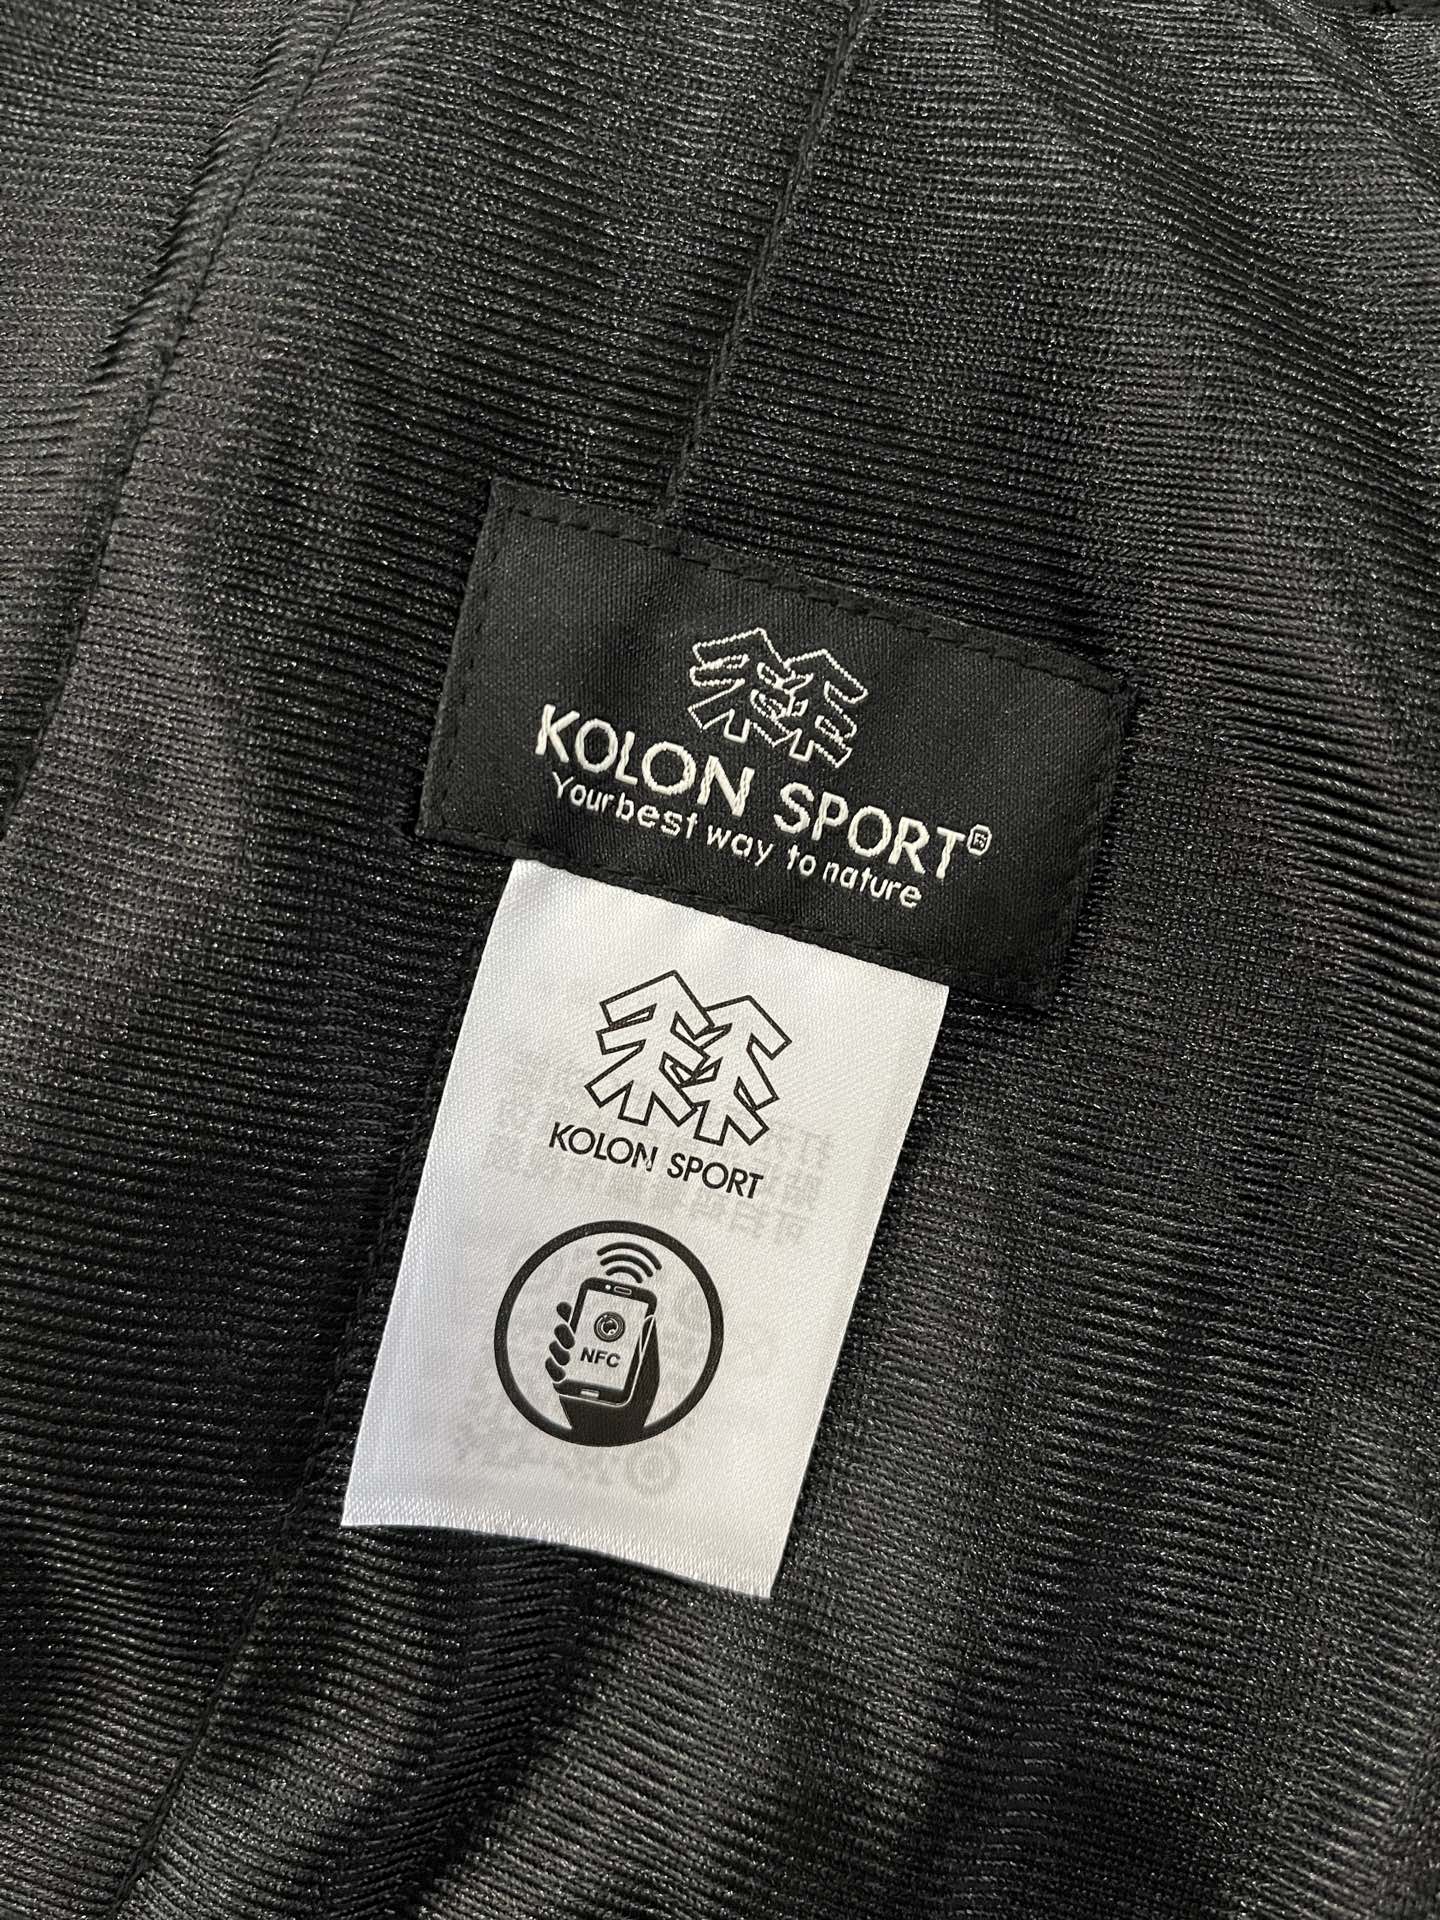 KOLON SPORT®
Your best way to nature
KOLON SPORT
NFC